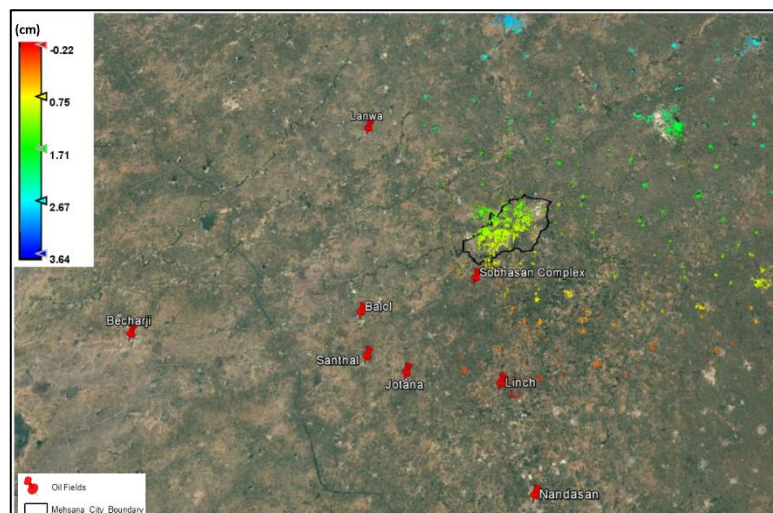 (cm)
-0.22
0.75
1.71
2.67
3.64
Lanwa
Sobhasan Complex
Balol
Becharji
Santhal
Jotana
Linch
Nandasan
Oil Fields
Mehsana City Boundary